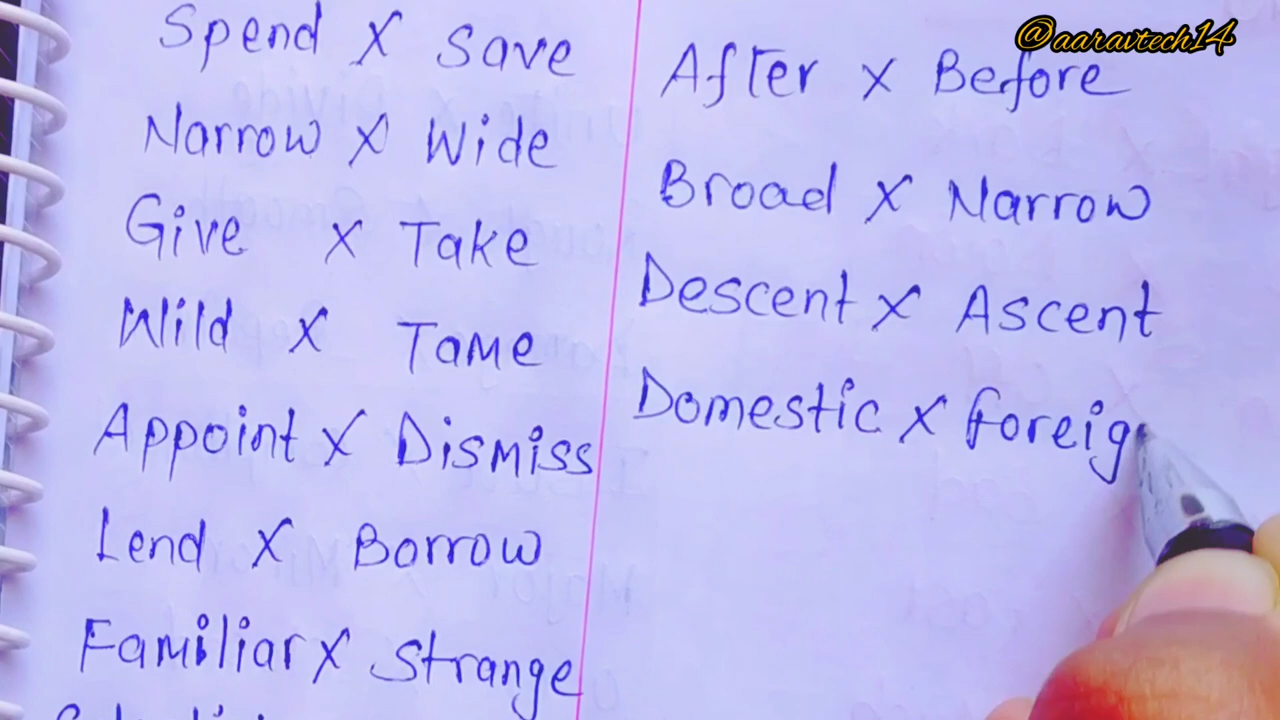 @aaravtech14
Spend X Save
Narrow X Wide
Give X Take
Wild X Tame
Appoint X Dismiss
Lend X Borrow
Familiar X Strange
After X Before
Broad X Narrow
Descent X Ascent
Domestic X foreig